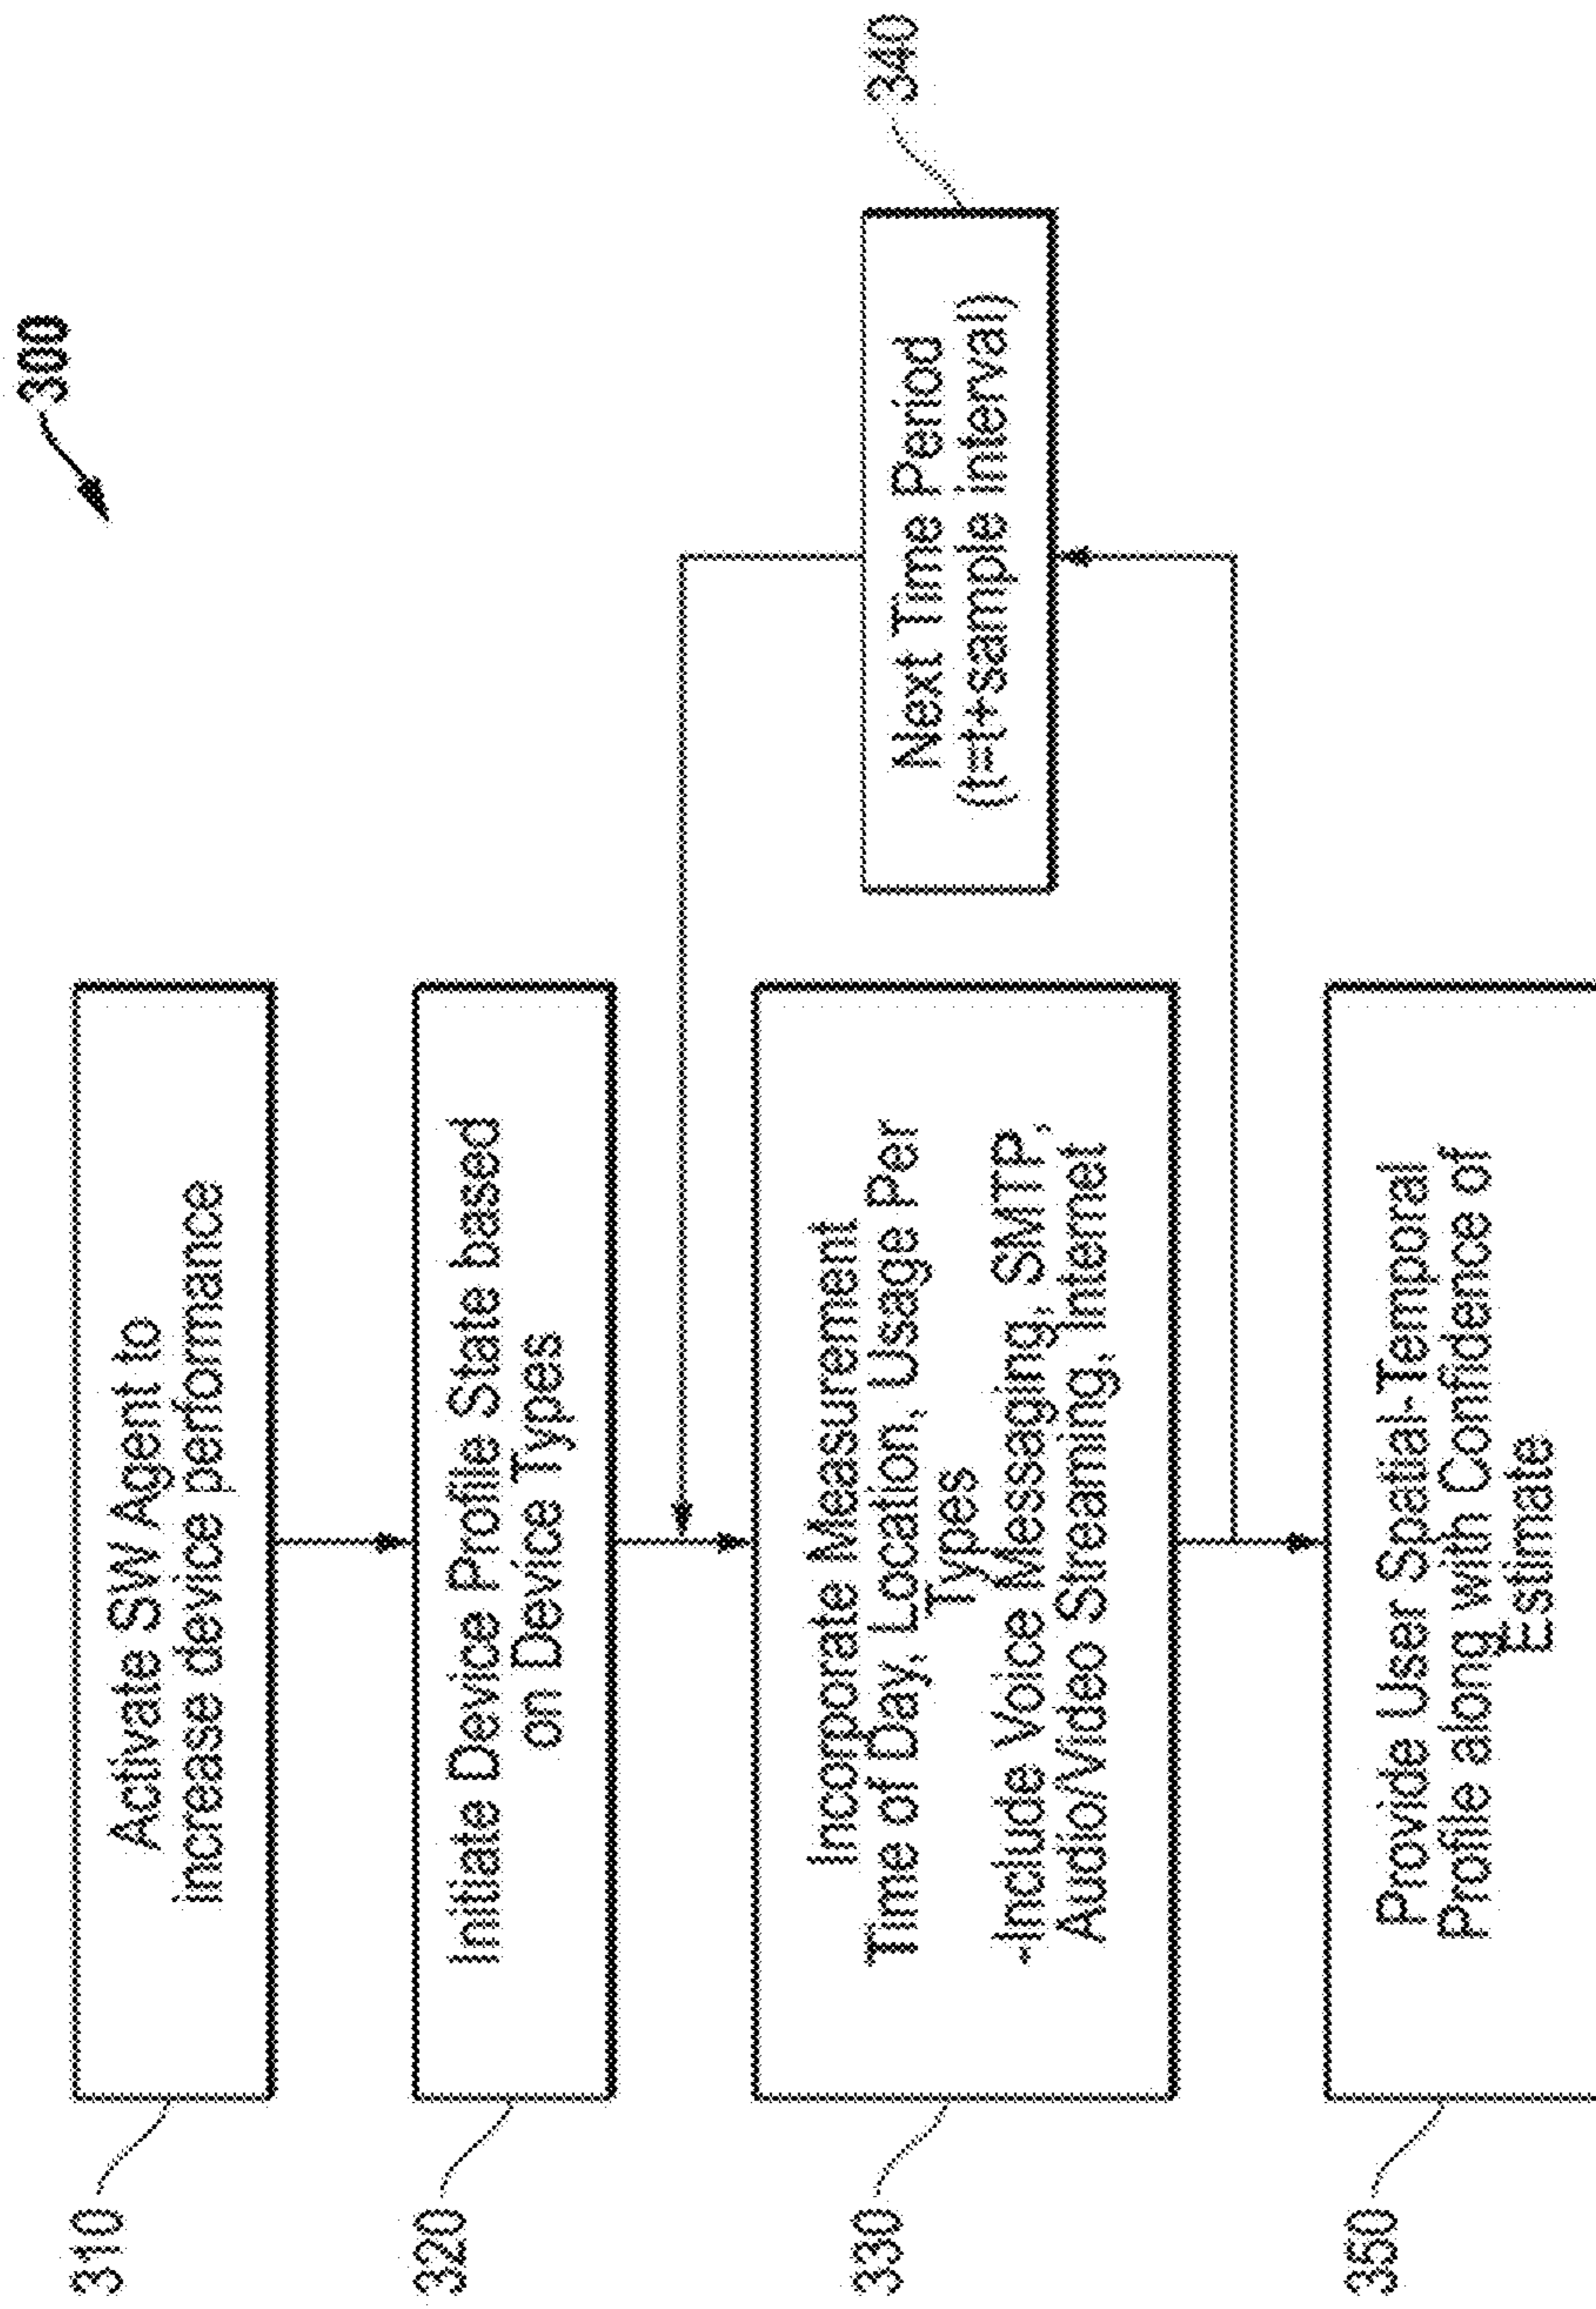 300
310
Activate SW Agent to
increase device performance
320
Initiate Device Profile State based
on Device Types
330
Incorporate Measurement
Time of Day, Location, Usage Per
Types
-Include Voice Messaging, SMTP,
Audio/Video Streaming, Internet
340
Next Time Period
(t=t+sample interval)
350
Provide User Spatial-Temporal
Profile along with Confidence of
Estimate